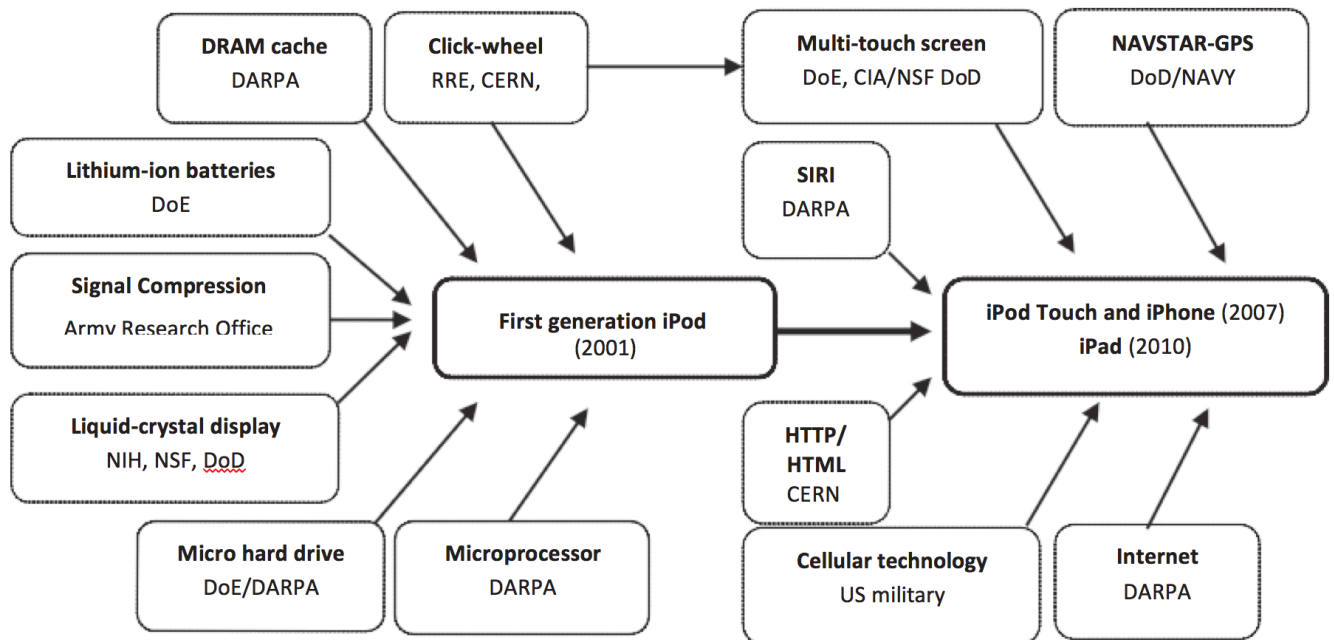 DRAM cache
DARPA
Click-wheel
RRE, CERN,
Multi-touch screen
DoE, CIA/NSF DoD
NAVSTAR-GPS
DoD/NAVY
Lithium-ion batteries
DoE
SIRI
DARPA
Signal Compression
Army Research Office
First generation iPod
(2001)
iPod Touch and iPhone (2007)
iPad (2010)
Liquid-crystal display
NIH, NSF, DoD
HTTP/
HTML
CERN
Micro hard drive
DoE/DARPA
Microprocessor
DARPA
Cellular technology
US military
Internet
DARPA